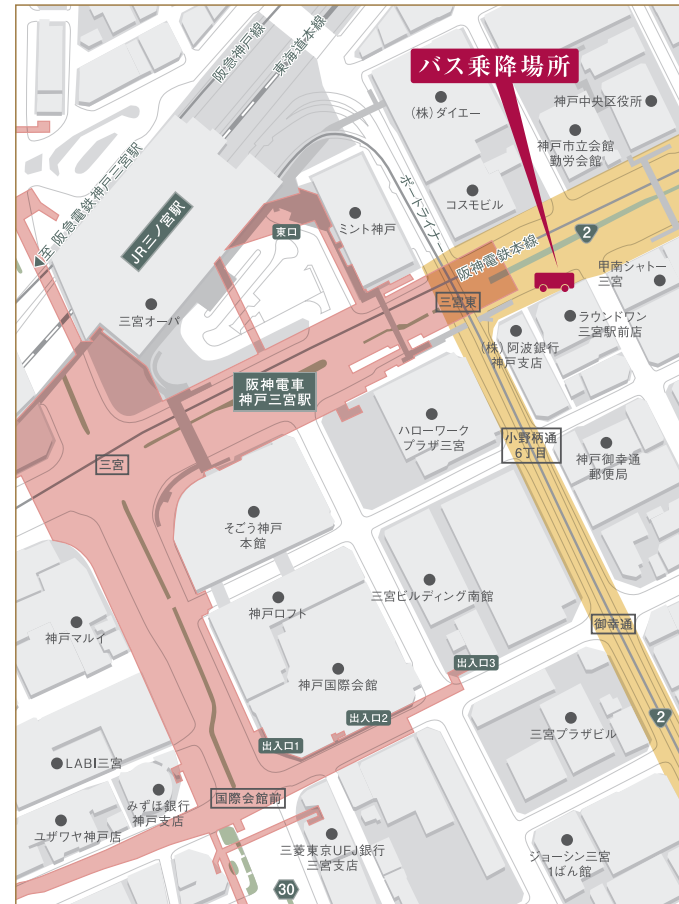 阪急神戸線
東海道本線
バス乗降場所
(株)ダイエー
神戸中央区役所
神戸市立会館
勤労会館
至 阪急電鉄神戸三宮駅
JR三ノ宮駅
ポートライナー
コスモビル
ミント神戸
東口
阪神電鉄本線
2
甲南シャトー
三宮
三宮東
三宮オーパ
ラウンドワン
三宮駅前店
(株)阿波銀行
神戸支店
阪神電車
神戸三宮駅
ハローワーク
プラザ三宮
小野柄通
6丁目
神戸御幸通
郵便局
三宮
そごう神戸
本館
神戸ロフト
三宮ビルディング南館
神戸マルイ
御幸通
神戸国際会館
出入口3
出入口2
出入口1
2
三宮プラザビル
LABI三宮
国際会館前
みずほ銀行
神戸支店
ユザワヤ神戸店
三菱東京UFJ銀行
三宮支店
ジョーシン三宮
1ばん館
30